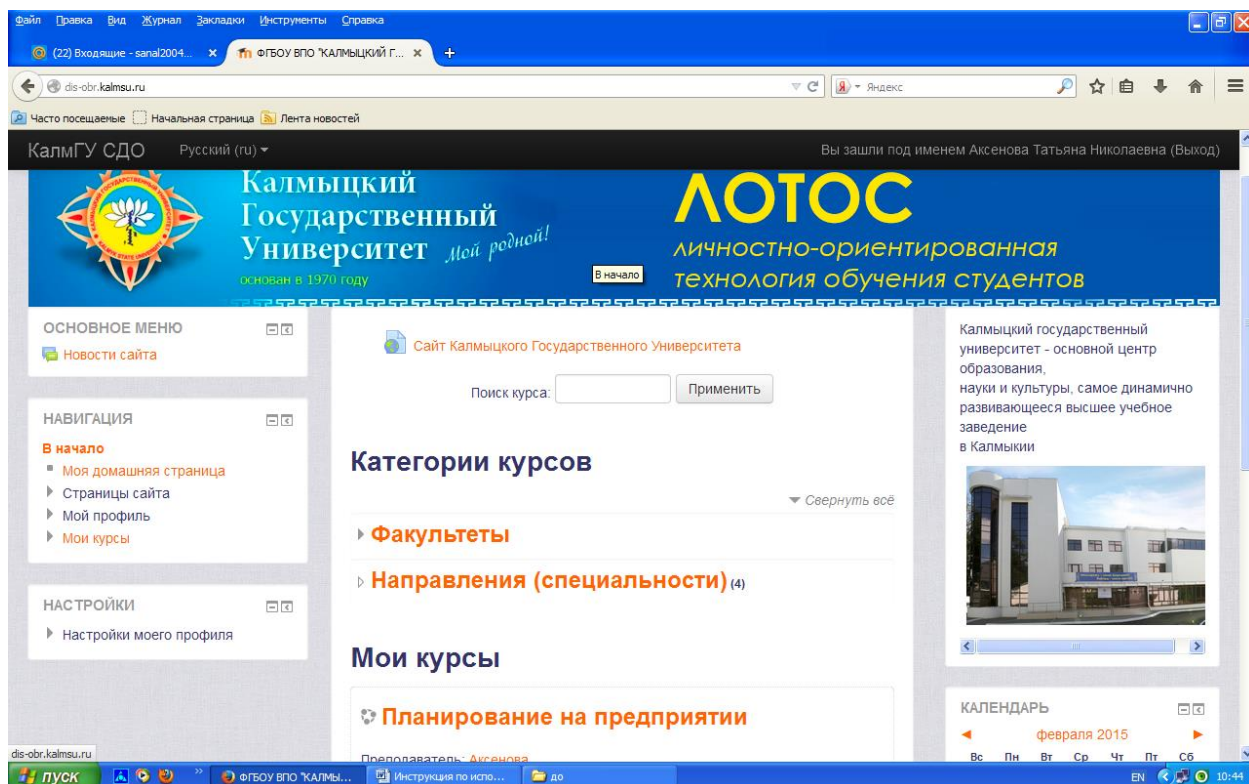 Файл Правка Вид Журнал Закладки Инструменты Справка
(22) Входящие - sanal2004... ФГБОУ ВПО "КАЛМЫЦКИЙ Г...
dis-obr.kalmsu.ru Яндекс
Часто посещаемые Начальная страница Лента новостей
КалмГУ СДО Русский (ru) Вы зашли под именем Аксенова Татьяна Николаевна (Выход)
Калмыцкий
Государственный
Университет Мой родной!
основан в 1970 году
ЛОТОС
личностно-ориентированная
технология обучения студентов
В начало
ОСНОВНОЕ МЕНЮ
Новости сайта
НАВИГАЦИЯ
В начало
Моя домашняя страница
Страницы сайта
Мой профиль
Мои курсы
НАСТРОЙКИ
Настройки моего профиля
Сайт Калмыцкого Государственного Университета
Поиск курса: Применить
Категории курсов
Свернуть всё
Факультеты
Направления (специальности) (4)
Мои курсы
Планирование на предприятии
Преподаватель: Аксенова
Калмыцкий государственный
университет - основной центр
образования,
науки и культуры, самое динамично
развивающееся высшее учебное
заведение
в Калмыкии
КАЛЕНДАРЬ
февраля 2015
Вс Пн Вт Ср Чт Пт Сб
dis-obr.kalmsu.ru
пуск ФГБОУ ВПО "КАЛМЫ... Инструкция по испо... до EN 10:44